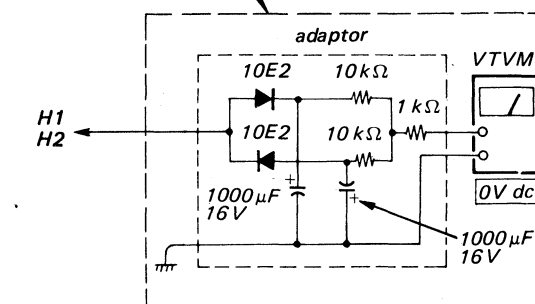 adaptor
VTVM
10E2
10kΩ
1kΩ
H1
H2
10E2
10kΩ
+
1000μF
16V
+
0V dc
1000μF
16V